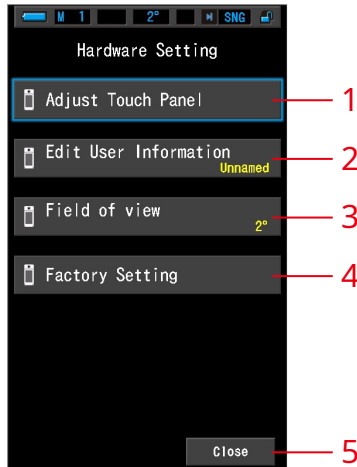 M 1 2° SNG
Hardware Setting
Adjust Touch Panel 1
Edit User Information 2
Unnamed
Field of view 3
2°
Factory Setting 4
Close 5